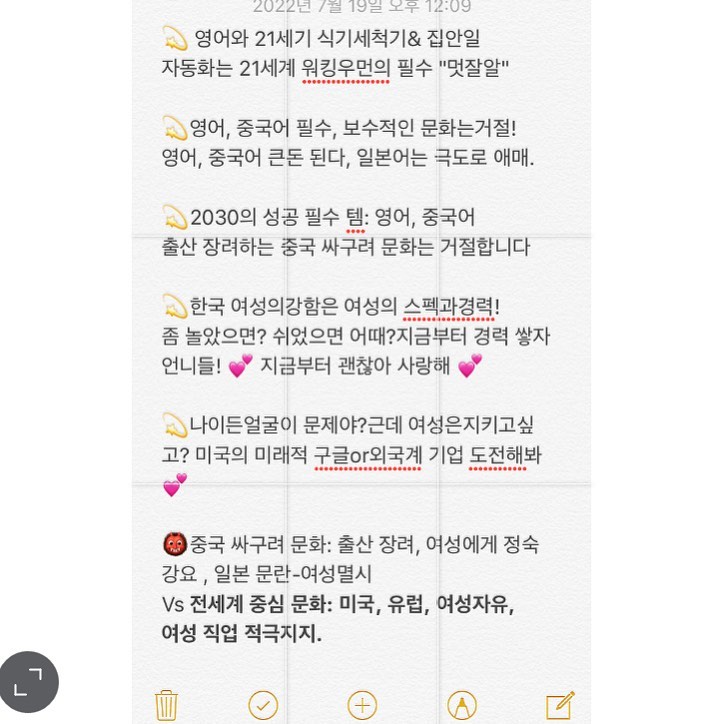 2022년 7월 19일 오후 12:09
💫 영어와 21세기 식기세척기& 집안일
자동화는 21세계 워킹우먼의 필수 "멋잘알"
💫영어, 중국어 필수, 보수적인 문화는거절!
영어, 중국어 큰돈 된다, 일본어는 극도로 애매.
💫2030의 성공 필수 템: 영어, 중국어
출산 장려하는 중국 싸구려 문화는 거절합니다
💫한국 여성의강함은 여성의 스펙과경력!
좀 놀았으면? 쉬었으면 어때?지금부터 경력 쌓자
언니들! 💕 지금부터 괜찮아 사랑해 💕
💫나이든얼굴이 문제야?근데 여성은지키고싶
고? 미국의 미래적 구글or외국계 기업 도전해봐
💕
👹중국 싸구려 문화: 출산 장려, 여성에게 정숙
강요 , 일본 문란-여성멸시
Vs 전세계 중심 문화: 미국, 유럽, 여성자유,
여성 직업 적극지지.